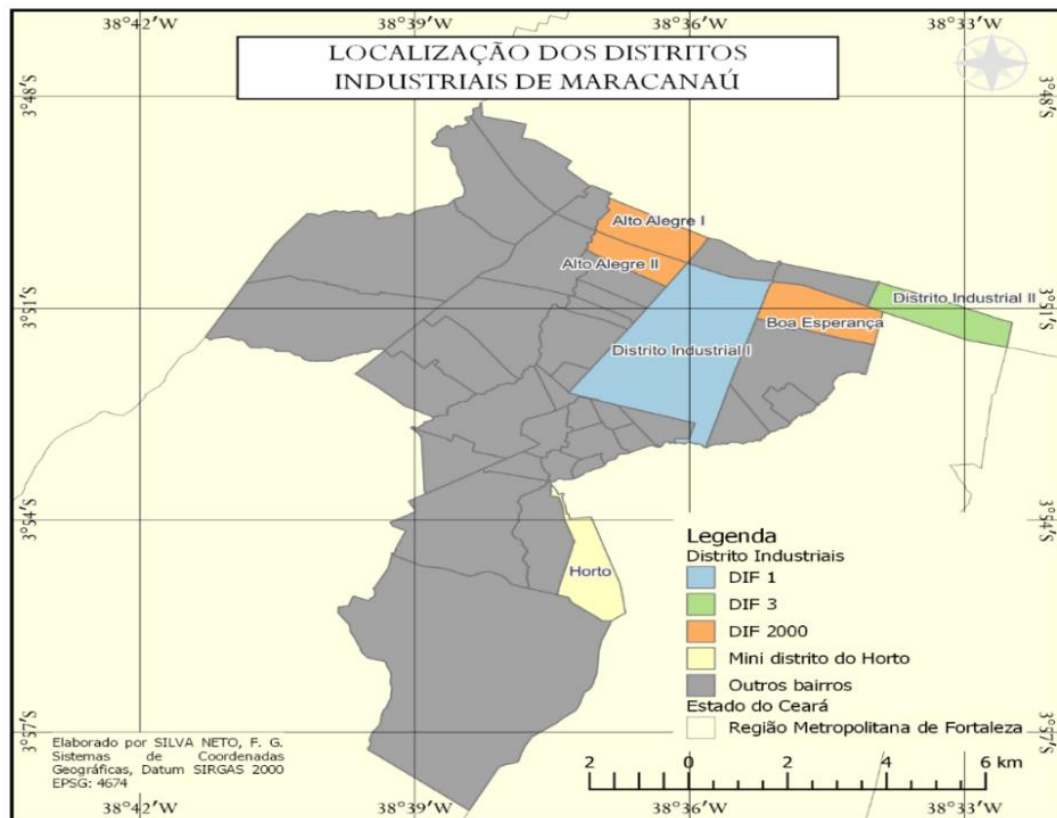 38°42′W 38°39′W 38°36′W 38°33′W
LOCALIZAÇÃO DOS DISTRITOS
INDUSTRIAIS DE MARACANAÚ
3°48′S 3°48′S
Alto Alegre I
Alto Alegre II
Distrito Industrial II
3°51′S 3°51′S
Boa Esperança
Distrito Industrial I
3°54′S 3°54′S
Horto
Legenda
Distrito Industriais
DIF 1
DIF 3
DIF 2000
Mini distrito do Horto
Outros bairros
Estado do Ceará
Região Metropolitana de Fortaleza
3°57′S 3°57′S
Elaborado por SILVA NETO, F. G.
Sistemas de Coordenadas
Geográficas, Datum SIRGAS 2000
EPSG: 4674
2 0 2 4 6 km
38°42′W 38°39′W 38°36′W 38°33′W